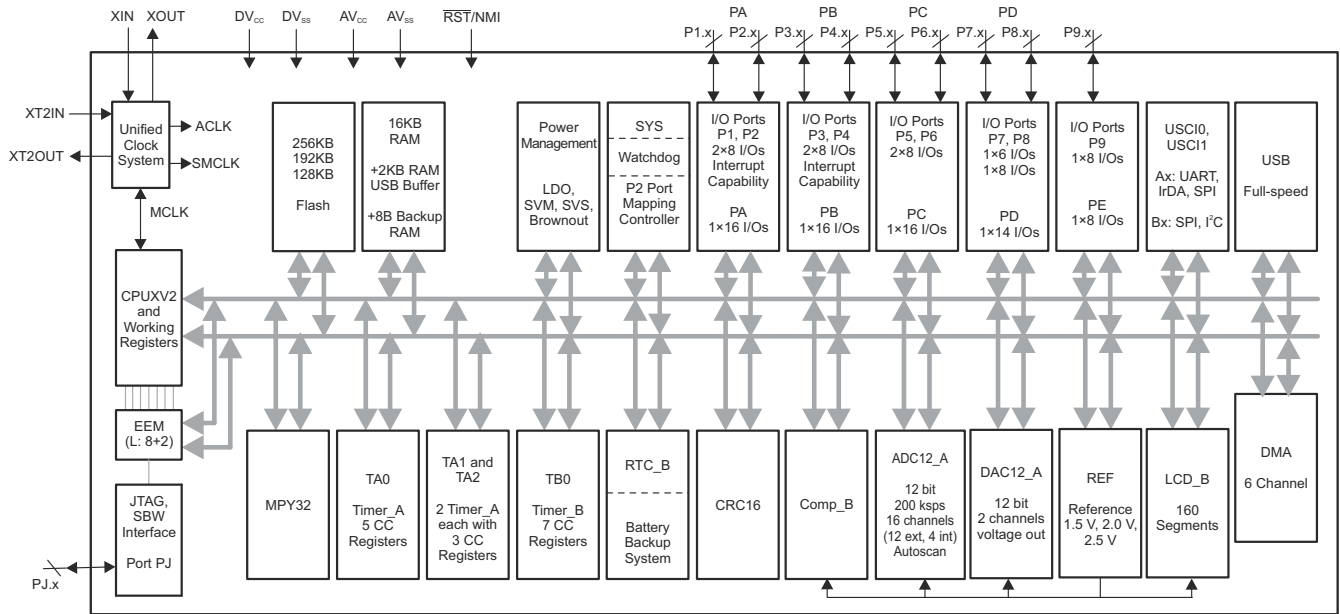 XIN XOUT
DVCC DVSS AVCC AVSS RST/NMI
PA PB PC PD
P1.x P2.x P3.x P4.x P5.x P6.x P7.x P8.x P9.x
XT2IN
XT2OUT
Unified
Clock
System
ACLK
SMCLK
MCLK
256KB
192KB
128KB
Flash
16KB
RAM
+2KB RAM
USB Buffer
+8B Backup
RAM
Power
Management
LDO,
SVM, SVS,
Brownout
SYS
Watchdog
P2 Port
Mapping
Controller
I/O Ports
P1, P2
2×8 I/Os
Interrupt
Capability
PA
1×16 I/Os
I/O Ports
P3, P4
2×8 I/Os
Interrupt
Capability
PB
1×16 I/Os
I/O Ports
P5, P6
2×8 I/Os
PC
1×16 I/Os
I/O Ports
P7, P8
1×6 I/Os
1×8 I/Os
PD
1×14 I/Os
I/O Ports
P9
1×8 I/Os
PE
1×8 I/Os
USCI0,
USCI1
Ax: UART,
IrDA, SPI
Bx: SPI, I²C
USB
Full-speed
CPUXV2
and
Working
Registers
EEM
(L: 8+2)
JTAG,
SBW
Interface
Port PJ
PJ.x
MPY32
TA0
Timer_A
5 CC
Registers
TA1 and
TA2
2 Timer_A
each with
3 CC
Registers
TB0
Timer_B
7 CC
Registers
RTC_B
Battery
Backup
System
CRC16
Comp_B
ADC12_A
12 bit
200 ksps
16 channels
(12 ext, 4 int)
Autoscan
DAC12_A
12 bit
2 channels
voltage out
REF
Reference
1.5 V, 2.0 V,
2.5 V
LCD_B
160
Segments
DMA
6 Channel